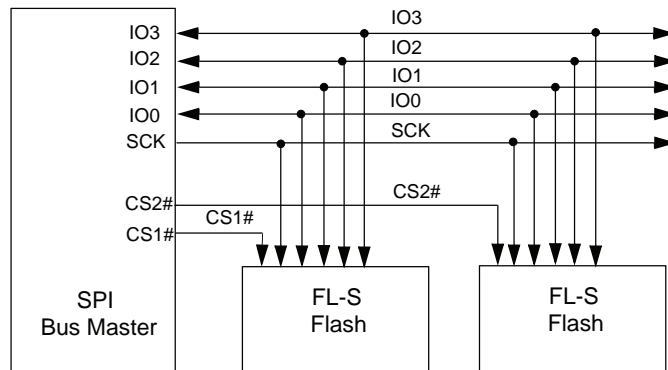 IO3
IO3
IO2
IO2
IO1
IO1
IO0
IO0
SCK
SCK
CS2#
CS2#
CS1#
CS1#
SPI
Bus Master
FL-S
Flash
FL-S
Flash